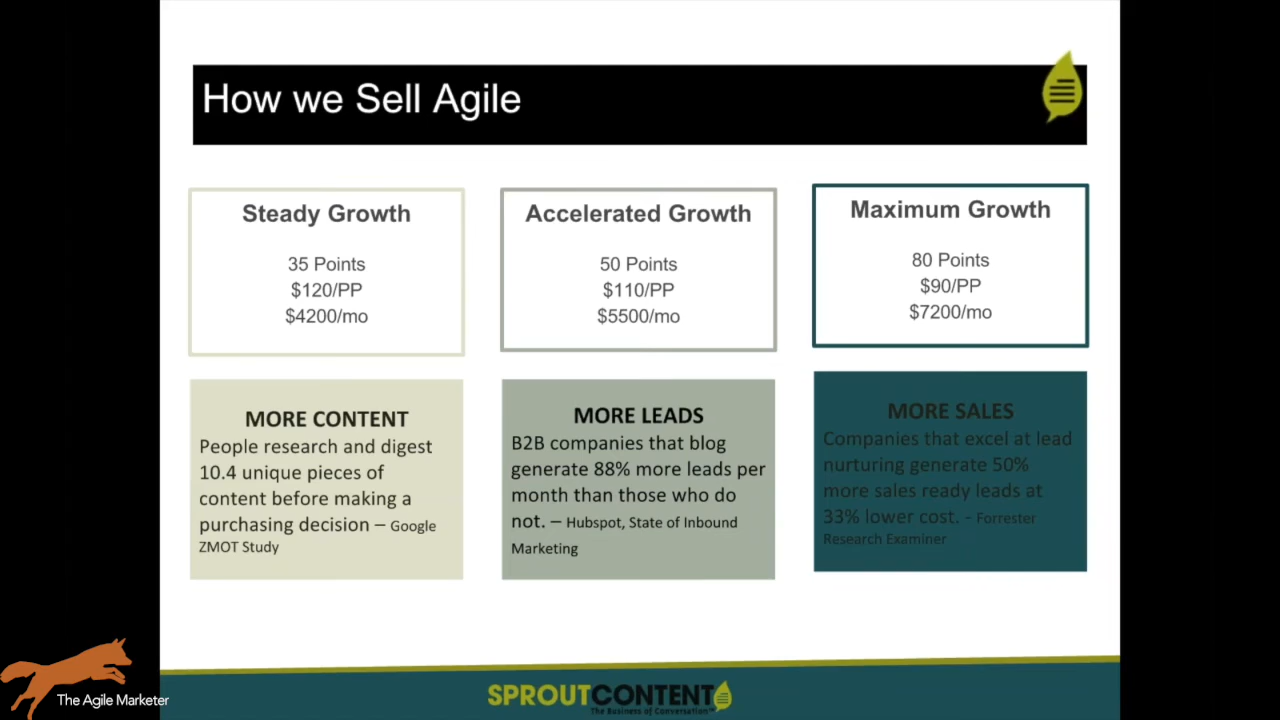 How we Sell Agile
Steady Growth
35 Points
$120/PP
$4200/mo
Accelerated Growth
50 Points
$110/PP
$5500/mo
Maximum Growth
80 Points
$90/PP
$7200/mo
MORE CONTENT
People research and digest
10.4 unique pieces of
content before making a
purchasing decision – Google
ZMOT Study
MORE LEADS
B2B companies that blog
generate 88% more leads per
month than those who do
not. – Hubspot, State of Inbound
Marketing
MORE SALES
Companies that excel at lead
nurturing generate 50%
more sales ready leads at
33% lower cost. - Forrester
Research Examiner
The Agile Marketer
SPROUTCONTENT
The Business of Conversation™